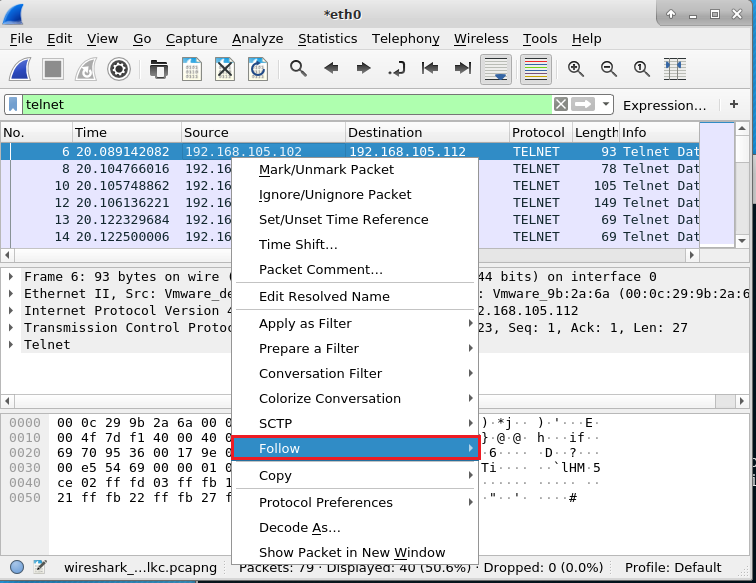 *eth0
File Edit View Go Capture Analyze Statistics Telephony Wireless Tools Help
telnet Expression… +
No. Time Source Destination Protocol Length Info
6 20.089142082 192.168.105.102 192.168.105.112 TELNET 93 Telnet Dat
8 20.104766016 192.16 TELNET 78 Telnet Dat
10 20.105748862 192.16 TELNET 105 Telnet Dat
12 20.106136221 192.16 TELNET 149 Telnet Dat
13 20.122329684 192.16 TELNET 69 Telnet Dat
14 20.122500006 192.16 TELNET 69 Telnet Dat
Mark/Unmark Packet
Ignore/Unignore Packet
Set/Unset Time Reference
Time Shift…
Packet Comment…
Edit Resolved Name
Apply as Filter
Prepare a Filter
Conversation Filter
Colorize Conversation
SCTP
Follow
Copy
Protocol Preferences
Decode As…
Show Packet in New Window
Frame 6: 93 bytes on wire ( 44 bits) on interface 0
Ethernet II, Src: Vmware_de : Vmware_9b:2a:6a (00:0c:29:9b:2a:6
Internet Protocol Version 4 2.168.105.112
Transmission Control Protoc 23, Seq: 1, Ack: 1, Len: 27
Telnet
0000 00 0c 29 9b 2a 6a 00 0 )·*j·· )·'···E·
0010 00 4f 7d f1 40 00 40 0 }·@·@· h···if··
0020 69 70 95 36 00 17 9e 0 6···· D··?···
0030 00 e5 54 69 00 00 01 0 Ti···· ··`lHM·5
0040 ce 02 ff fd 03 ff fb 1
0050 21 ff fb 22 ff fb 27 f ·"··'· ····#
wireshark_…lkc.pcapng Packets: 79 · Displayed: 40 (50.6%) · Dropped: 0 (0.0%) Profile: Default